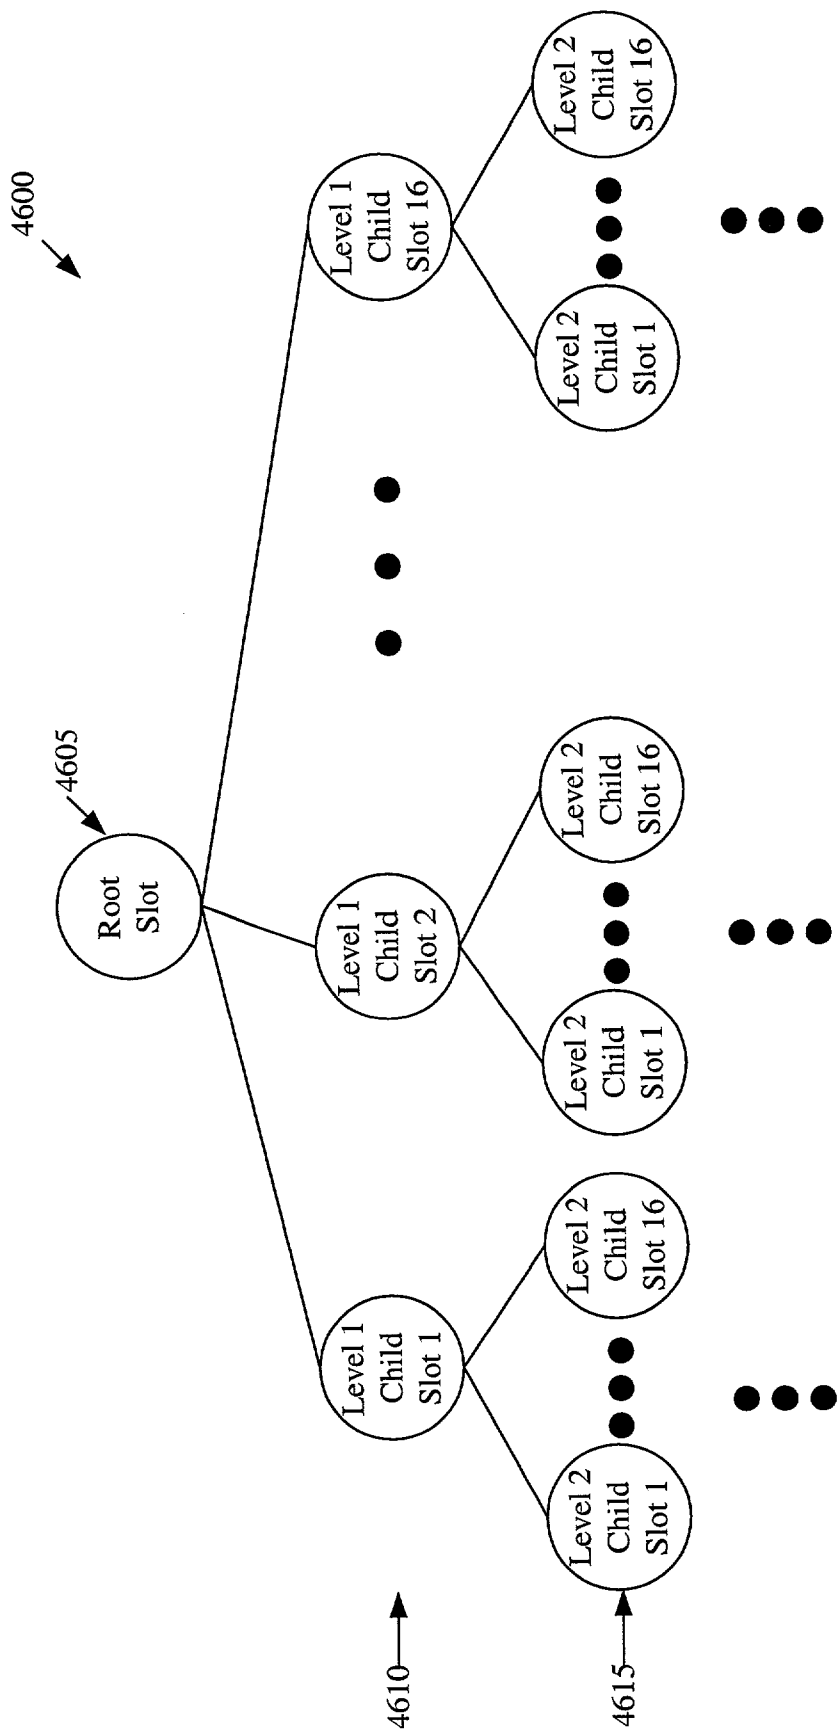 4600
4605
Root
Slot
4610
Level 1
Child
Slot 1
Level 1
Child
Slot 2
Level 1
Child
Slot 16
4615
Level 2
Child
Slot 1
Level 2
Child
Slot 16
Level 2
Child
Slot 1
Level 2
Child
Slot 16
Level 2
Child
Slot 1
Level 2
Child
Slot 16